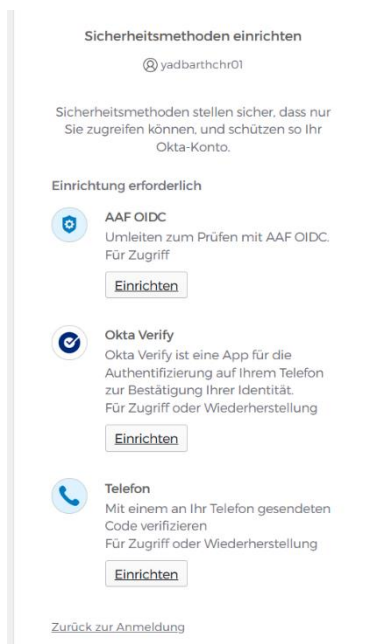 Sicherheitsmethoden einrichten
yadbarthchr01
Sicherheitsmethoden stellen sicher, dass nur
Sie zugreifen können, und schützen so Ihr
Okta-Konto.
Einrichtung erforderlich
AAF OIDC
Umleiten zum Prüfen mit AAF OIDC.
Für Zugriff
Einrichten
Okta Verify
Okta Verify ist eine App für die
Authentifizierung auf Ihrem Telefon
zur Bestätigung Ihrer Identität.
Für Zugriff oder Wiederherstellung
Einrichten
Telefon
Mit einem an Ihr Telefon gesendeten
Code verifizieren
Für Zugriff oder Wiederherstellung
Einrichten
Zurück zur Anmeldung